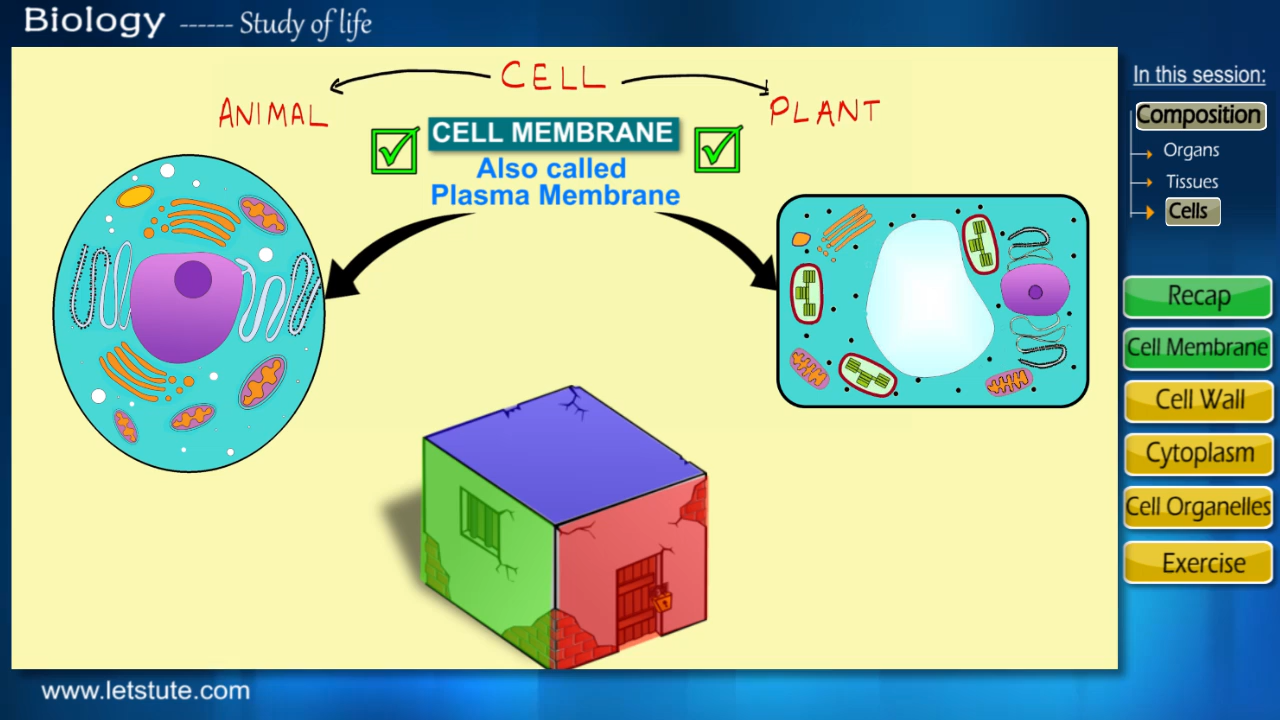 Biology ------ Study of life
CELL
ANIMAL
PLANT
CELL MEMBRANE
Also called
Plasma Membrane
In this session:
Composition
Organs
Tissues
Cells
Recap
Cell Membrane
Cell Wall
Cytoplasm
Cell Organelles
Exercise
www.letstute.com